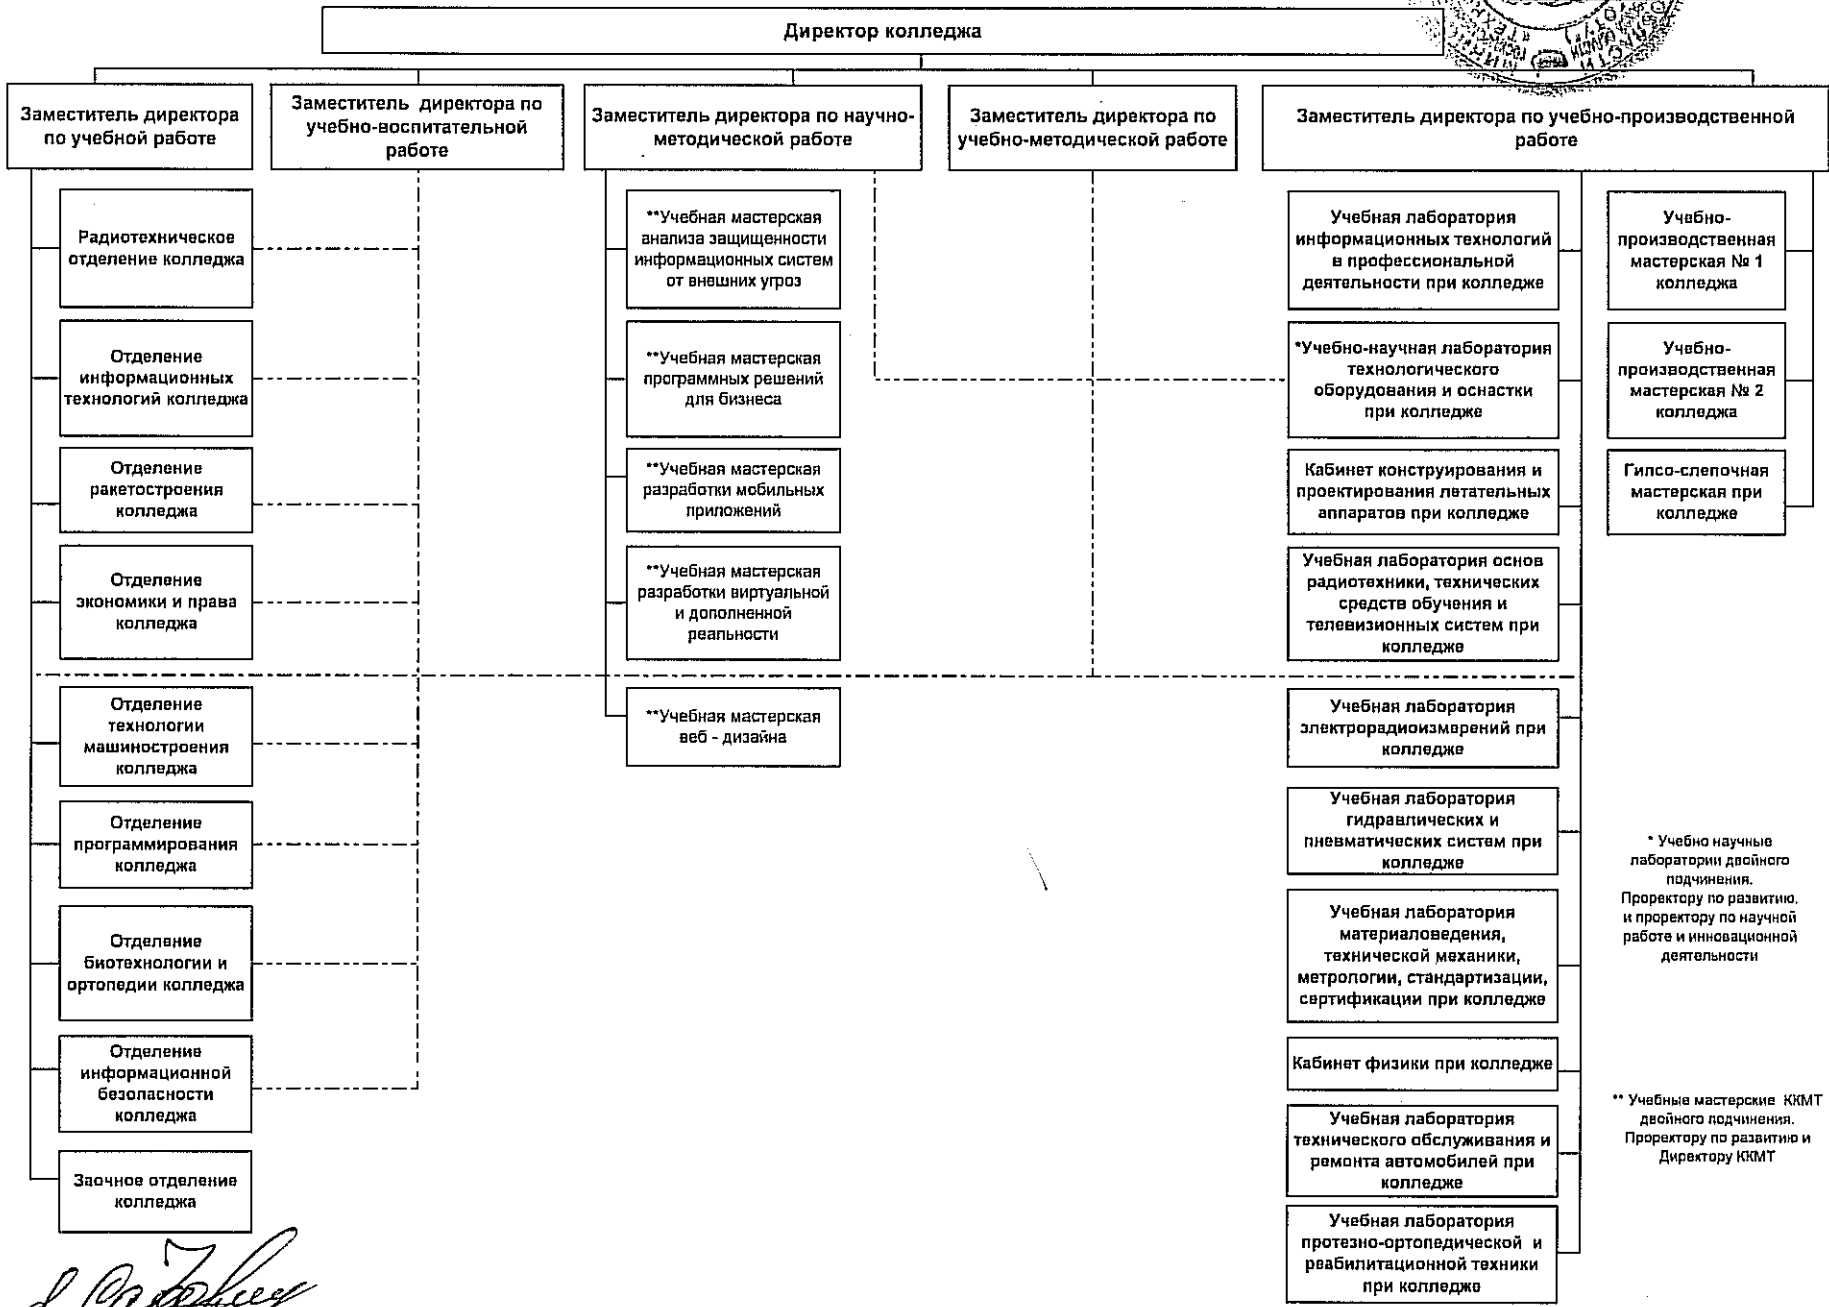 Директор колледжа
Заместитель директора
по учебной работе
Заместитель директора по
учебно-воспитательной
работе
Заместитель директора по научно-
методической работе
Заместитель директора по
учебно-методической работе
Заместитель директора по учебно-производственной
работе
Радиотехническое
отделение колледжа
Отделение
информационных
технологий колледжа
Отделение
ракетостроения
колледжа
Отделение
экономики и права
колледжа
Отделение
технологии
машиностроения
колледжа
Отделение
программирования
колледжа
Отделение
биотехнологии и
ортопедии колледжа
Отделение
информационной
безопасности
колледжа
Заочное отделение
колледжа
**Учебная мастерская
анализа защищенности
информационных систем
от внешних угроз
**Учебная мастерская
программных решений
для бизнеса
**Учебная мастерская
разработки мобильных
приложений
**Учебная мастерская
разработки виртуальной
и дополненной
реальности
**Учебная мастерская
веб - дизайна
Учебная лаборатория
информационных технологий
в профессиональной
деятельности при колледже
*Учебно-научная лаборатория
технологического
оборудования и оснастки
при колледже
Кабинет конструирования и
проектирования летательных
аппаратов при колледже
Учебная лаборатория основ
радиотехники, технических
средств обучения и
телевизионных систем при
колледже
Учебная лаборатория
электрорадиоизмерений при
колледже
Учебная лаборатория
гидравлических и
пневматических систем при
колледже
Учебная лаборатория
материаловедения,
технической механики,
метрологии, стандартизации,
сертификации при колледже
Кабинет физики при колледже
Учебная лаборатория
технического обслуживания и
ремонта автомобилей при
колледже
Учебная лаборатория
протезно-ортопедической и
реабилитационной техники
при колледже
Учебно-
производственная
мастерская № 1
колледжа
Учебно-
производственная
мастерская № 2
колледжа
Гипсо-слепочная
мастерская при
колледже
* Учебно научные
лаборатории двойного
подчинения.
Проректору по развитию.
и проректору по научной
работе и инновационной
деятельности
** Учебные мастерские ККМТ
двойного подчинения.
Проректору по развитию и
Директору ККМТ